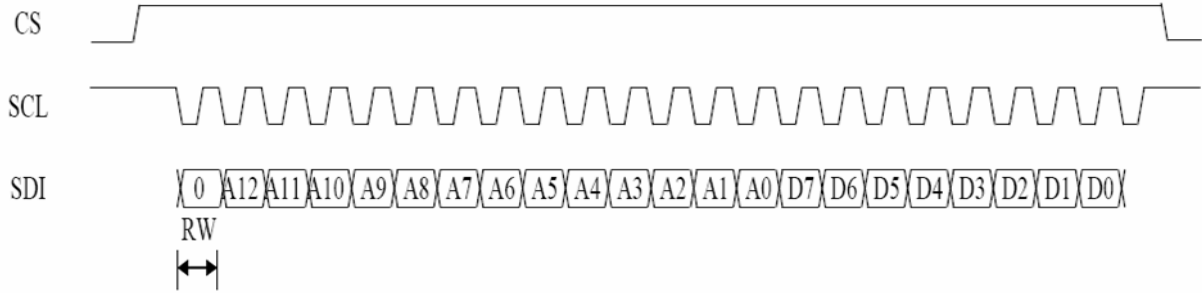 CS
SCL
SDI 0 A12 A11 A10 A9 A8 A7 A6 A5 A4 A3 A2 A1 A0 D7 D6 D5 D4 D3 D2 D1 D0
RW